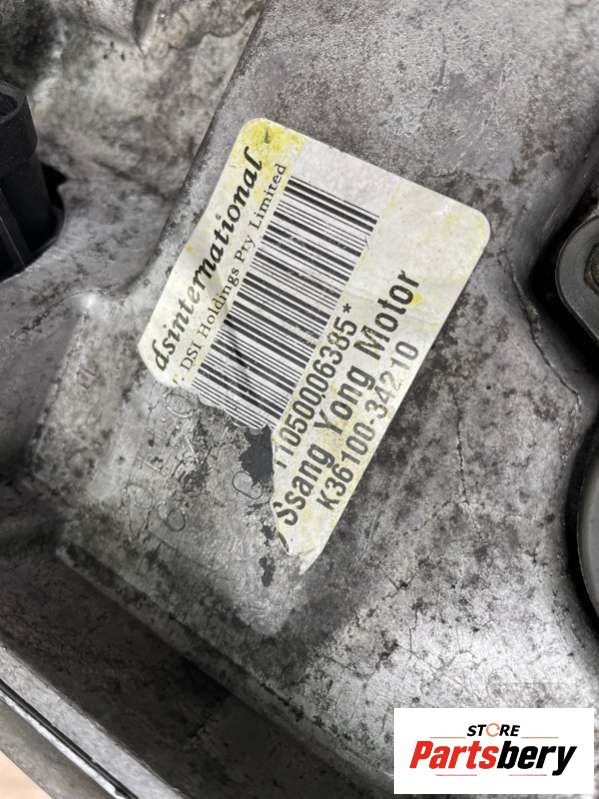 dsinternational
DSI Holdings Pty Limited
11050006385*
Ssang Yong Motor
K36100-34210
STORE
Partsbery